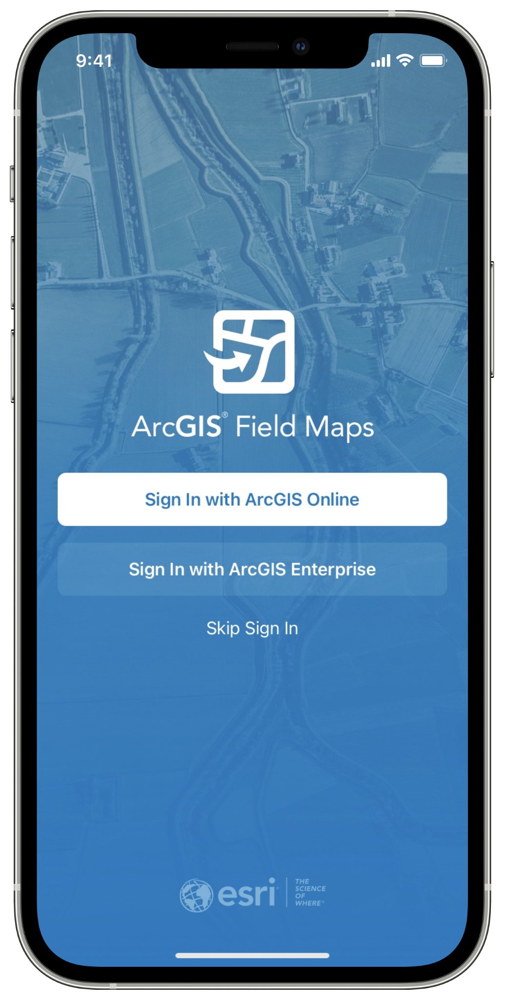 9:41
ArcGIS® Field Maps
Sign In with ArcGIS Online
Sign In with ArcGIS Enterprise
Skip Sign In
esri
THE
SCIENCE
OF
WHERE®